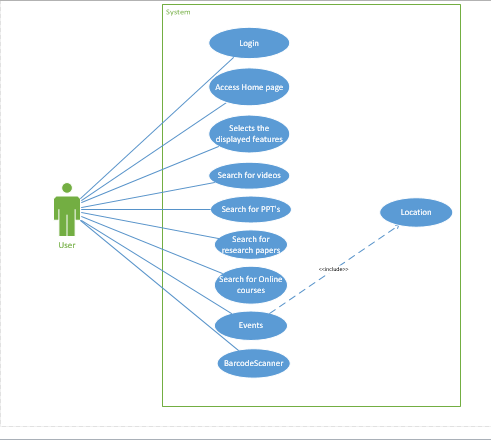 System
Login
Access Home page
Selects the
displayed features
Search for videos
Search for PPT's
Search for
research papers
User
Location
<<include>>
Search for Online
courses
Events
BarcodeScanner